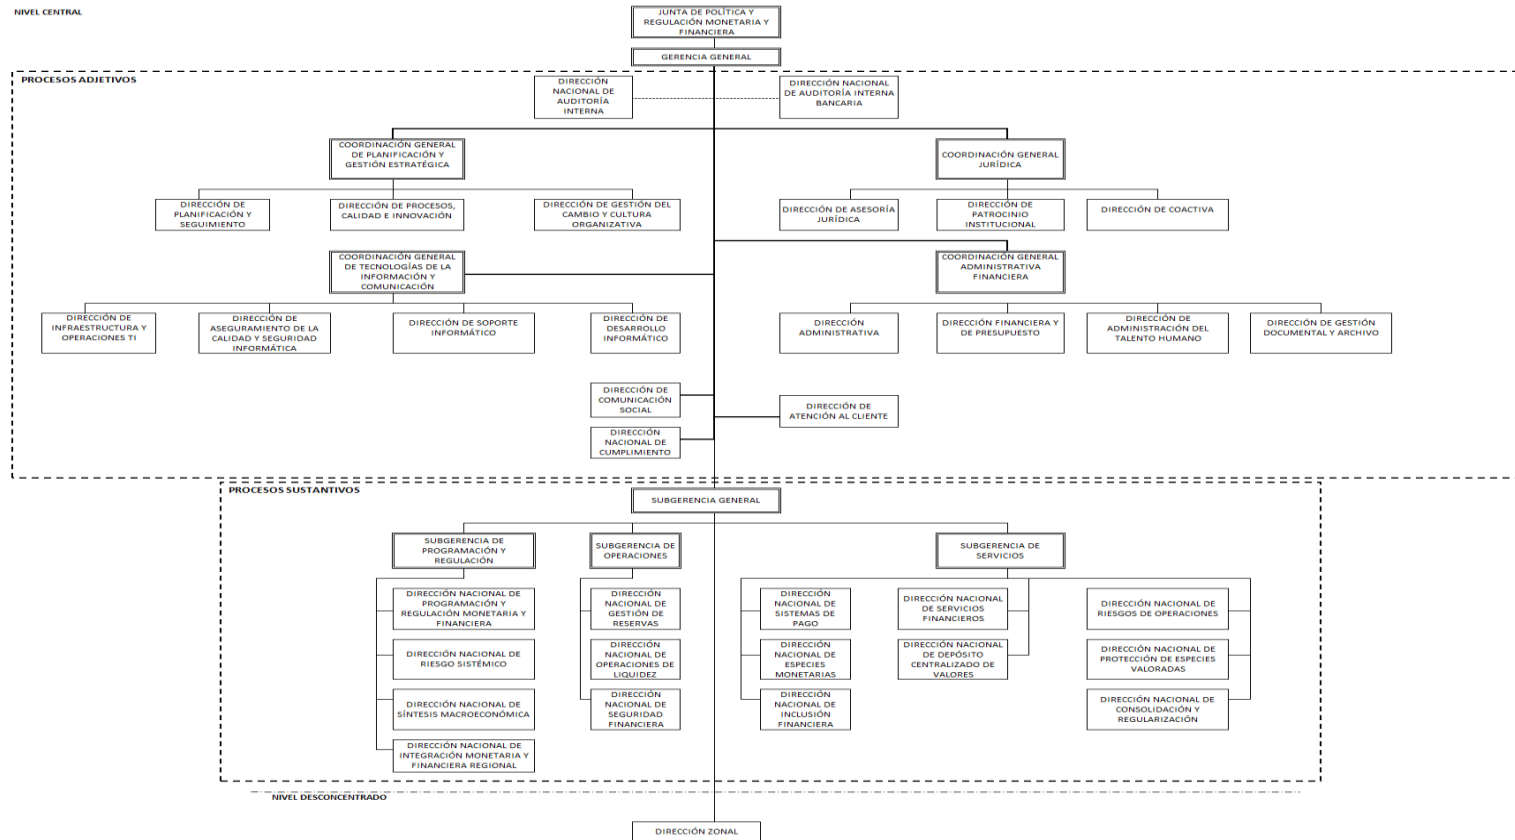 NIVEL CENTRAL
JUNTA DE POLÍTICA Y
REGULACIÓN MONETARIA Y
FINANCIERA
GERENCIA GENERAL
PROCESOS ADJETIVOS
DIRECCIÓN
NACIONAL DE
AUDITORÍA
INTERNA
DIRECCIÓN NACIONAL
DE AUDITORÍA INTERNA
BANCARIA
COORDINACIÓN GENERAL
DE PLANIFICACIÓN Y
GESTIÓN ESTRATÉGICA
COORDINACIÓN GENERAL
JURÍDICA
DIRECCIÓN DE
PLANIFICACIÓN Y
SEGUIMIENTO
DIRECCIÓN DE PROCESOS,
CALIDAD E INNOVACIÓN
DIRECCIÓN DE GESTIÓN DEL
CAMBIO Y CULTURA
ORGANIZATIVA
DIRECCIÓN DE ASESORÍA
JURÍDICA
DIRECCIÓN DE
PATROCINIO
INSTITUCIONAL
DIRECCIÓN DE COACTIVA
COORDINACIÓN GENERAL
DE TECNOLOGÍAS DE LA
INFORMACIÓN Y
COMUNICACIÓN
COORDINACIÓN GENERAL
ADMINISTRATIVA
FINANCIERA
DIRECCIÓN DE
INFRAESTRUCTURA Y
OPERACIONES TI
DIRECCIÓN DE
ASEGURAMIENTO DE LA
CALIDAD Y SEGURIDAD
INFORMÁTICA
DIRECCIÓN DE SOPORTE
INFORMÁTICO
DIRECCIÓN DE
DESARROLLO
INFORMÁTICO
DIRECCIÓN
ADMINISTRATIVA
DIRECCIÓN FINANCIERA Y
DE PRESUPUESTO
DIRECCIÓN DE
ADMINISTRACIÓN DEL
TALENTO HUMANO
DIRECCIÓN DE GESTIÓN
DOCUMENTAL Y ARCHIVO
DIRECCIÓN DE
COMUNICACIÓN
SOCIAL
DIRECCIÓN DE
ATENCIÓN AL CLIENTE
DIRECCIÓN
NACIONAL DE
CUMPLIMIENTO
PROCESOS SUSTANTIVOS
SUBGERENCIA GENERAL
SUBGERENCIA DE
PROGRAMACIÓN Y
REGULACIÓN
SUBGERENCIA DE
OPERACIONES
SUBGERENCIA DE
SERVICIOS
DIRECCIÓN NACIONAL DE
PROGRAMACIÓN Y
REGULACIÓN MONETARIA Y
FINANCIERA
DIRECCIÓN
NACIONAL DE
GESTIÓN DE
RESERVAS
DIRECCIÓN
NACIONAL DE
SISTEMAS DE
PAGO
DIRECCIÓN NACIONAL
DE SERVICIOS
FINANCIEROS
DIRECCIÓN NACIONAL DE
RIESGOS DE OPERACIONES
DIRECCIÓN NACIONAL DE
RIESGO SISTÉMICO
DIRECCIÓN
NACIONAL DE
OPERACIONES DE
LIQUIDEZ
DIRECCIÓN
NACIONAL DE
ESPECIES
MONETARIAS
DIRECCIÓN NACIONAL
DE DEPÓSITO
CENTRALIZADO DE
VALORES
DIRECCIÓN NACIONAL DE
PROTECCIÓN DE ESPECIES
VALORADAS
DIRECCIÓN NACIONAL DE
SÍNTESIS MACROECONÓMICA
DIRECCIÓN
NACIONAL DE
SEGURIDAD
FINANCIERA
DIRECCIÓN
NACIONAL DE
INCLUSIÓN
FINANCIERA
DIRECCIÓN NACIONAL DE
CONSOLIDACIÓN Y
REGULARIZACIÓN
DIRECCIÓN NACIONAL DE
INTEGRACIÓN MONETARIA Y
FINANCIERA REGIONAL
NIVEL DESCONCENTRADO
DIRECCIÓN ZONAL